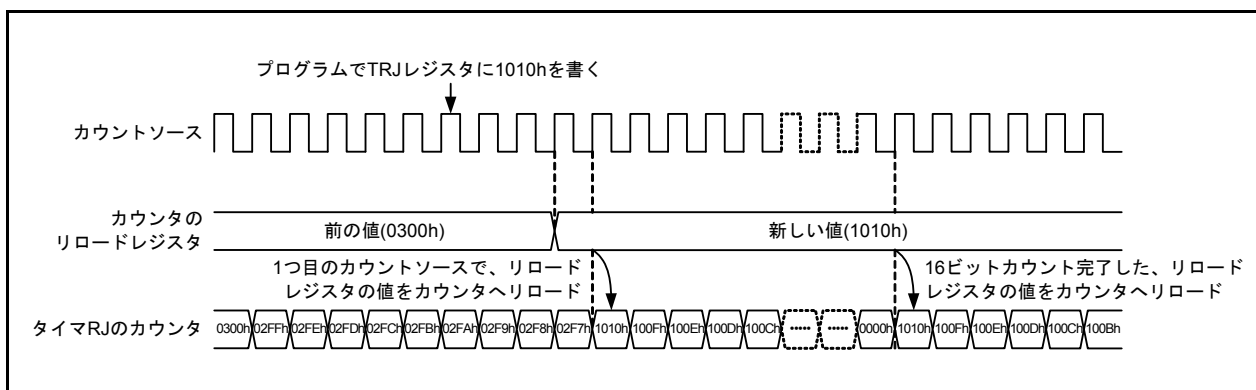 プログラムでTRJレジスタに1010hを書く
カウントソース
カウンタの
リロードレジスタ
前の値(0300h)
新しい値(1010h)
1つ目のカウントソースで、リロード
レジスタの値をカウンタへリロード
16ビットカウント完了した、リロード
レジスタの値をカウンタへリロード
タイマRJのカウンタ
0300h 02FFh 02FEh 02FDh 02FCh 02FBh 02FAh 02F9h 02F8h 02F7h 1010h 100Fh 100Eh 100Dh 100Ch ····· ····· 0000h 1010h 100Fh 100Eh 100Dh 100Ch 100Bh